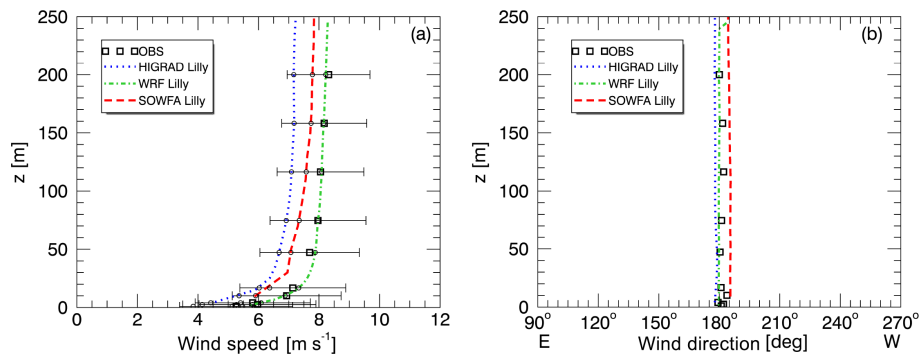 250
200
150
100
50
0
z [m]
(a)
OBS
HIGRAD Lilly
WRF Lilly
SOWFA Lilly
0 2 4 6 8 10 12
Wind speed [m s⁻¹]
250
200
150
100
50
0
z [m]
(b)
OBS
HIGRAD Lilly
WRF Lilly
SOWFA Lilly
90° 120° 150° 180° 210° 240° 270°
E Wind direction [deg] W